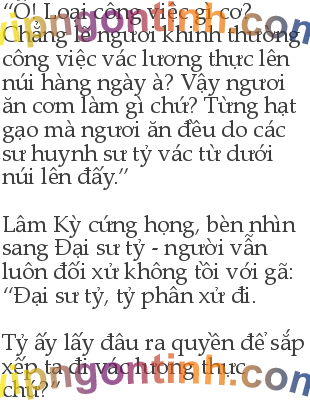 “Ồ! Loại công việc gì cơ?
Chẳng lẽ ngươi khinh thường
công việc vác lương thực lên
núi hàng ngày à? Vậy ngươi
ăn cơm làm gì chứ? Từng hạt
gạo mà ngươi ăn đều do các
sư huynh sư tỷ vác từ dưới
núi lên đấy.”
Lâm Kỳ cứng họng, bèn nhìn
sang Đại sư tỷ - người vẫn
luôn đối xử không tồi với gã:
“Đại sư tỷ, tỷ phân xử đi.
Tỷ ấy lấy đâu ra quyền để sắp
xếp ta đi vác lương thực
chứ?”
vipngontinh.com
vipngontinh.com